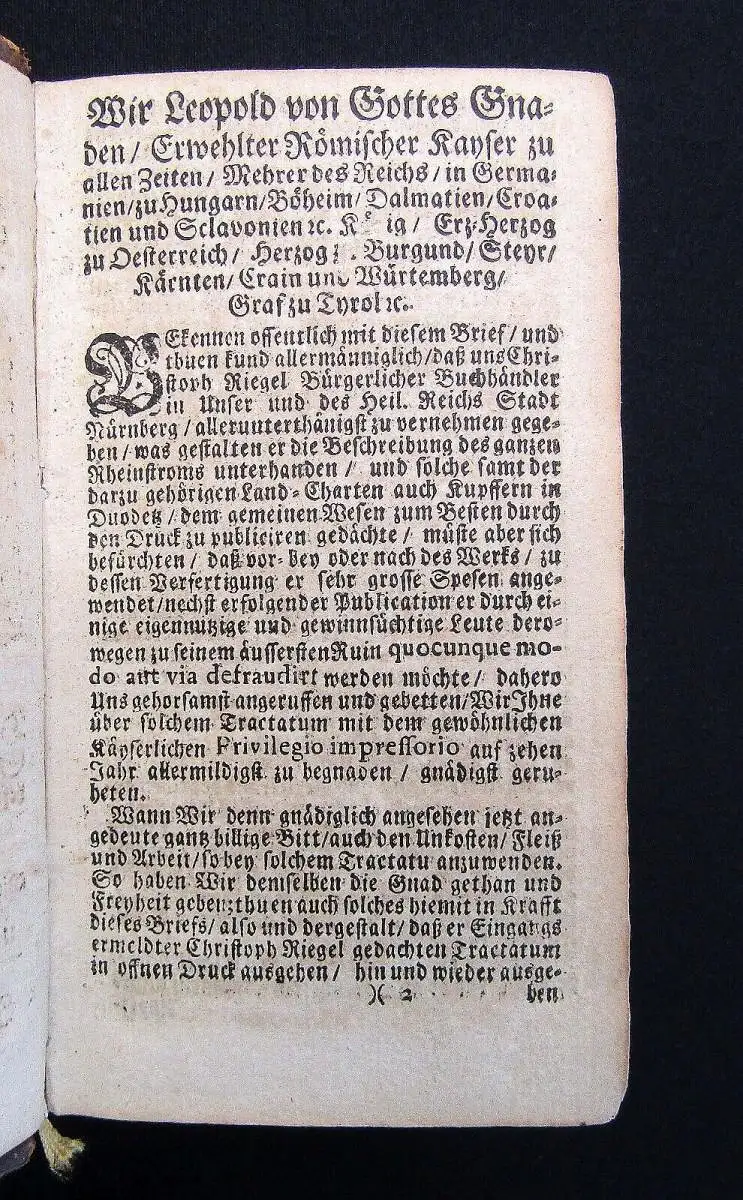 Wir Leopold von Gottes Gna-
den/ Erwehlter Römischer Kayser zu
allen Zeiten/ Mehrer des Reichs/ in Germa-
nien/ zu Hungarn/ Böheim/ Dalmatien/ Croa-
tien und Sclavonien ꝛc. K ig/ Ertz-Hertzog
zu Oesterreich/ Hertzog z . Burgund/ Steyr/
Kärnten/ Crain und Würtemberg/
Graf zu Tyrol ꝛc.
BEkennen offentlich mit diesem Brief/ und
thuen kund allermänniglich/ daß uns Chri-
stoph Riegel Bürgerlicher Buchhändler
in Unser und des Heil. Reichs Stadt
Nürnberg/ allerunterthänigst zu vernehmen gege-
ben/ was gestalten er die Beschreibung des gantzen
Rheinstroms unterhanden/ und solche samt der
darzu gehörigen Land-Charten auch Kupffern in
Duodetz/ dem gemeinen Wesen zum Besten durch
den Druck zu publiciren gedächte/ müste aber sich
befürchten/ daß vor- bey oder nach des Werks/ zu
dessen Verfertigung er sehr grosse Spesen ange-
wendet/ nechst erfolgender Publication er durch ei-
nige eigennutzige und gewinnsüchtige Leute dero-
wegen zu seinem äussersten Ruin quocunque mo-
do aut via defraudirt werden möchte/ dahero
Uns gehorsamst angeruffen und gebetten/ Wir Ihne
über solchem Tractatum mit dem gewöhnlichen
Käyserlichen Privilegio impressorio auf zehen
Jahr allermildigst zu begnaden/ gnädigst geru-
heten.
Wann Wir denn gnädiglich angesehen jetzt an-
gedeute gantz billige Bitt/ auch den Unkosten/ Fleiß
und Arbeit/ so bey solchem Tractatu anzuwenden.
So haben Wir demselben die Gnad gethan und
Freyheit geben; thuen auch solches hiemit in Krafft
dieses Briefs/ also und dergestalt/ daß er Eingangs
ermeldter Christoph Riegel gedachten Tractatum
in offnen Druck ausgehen/ hin und wieder ausge-
)( 2 ben